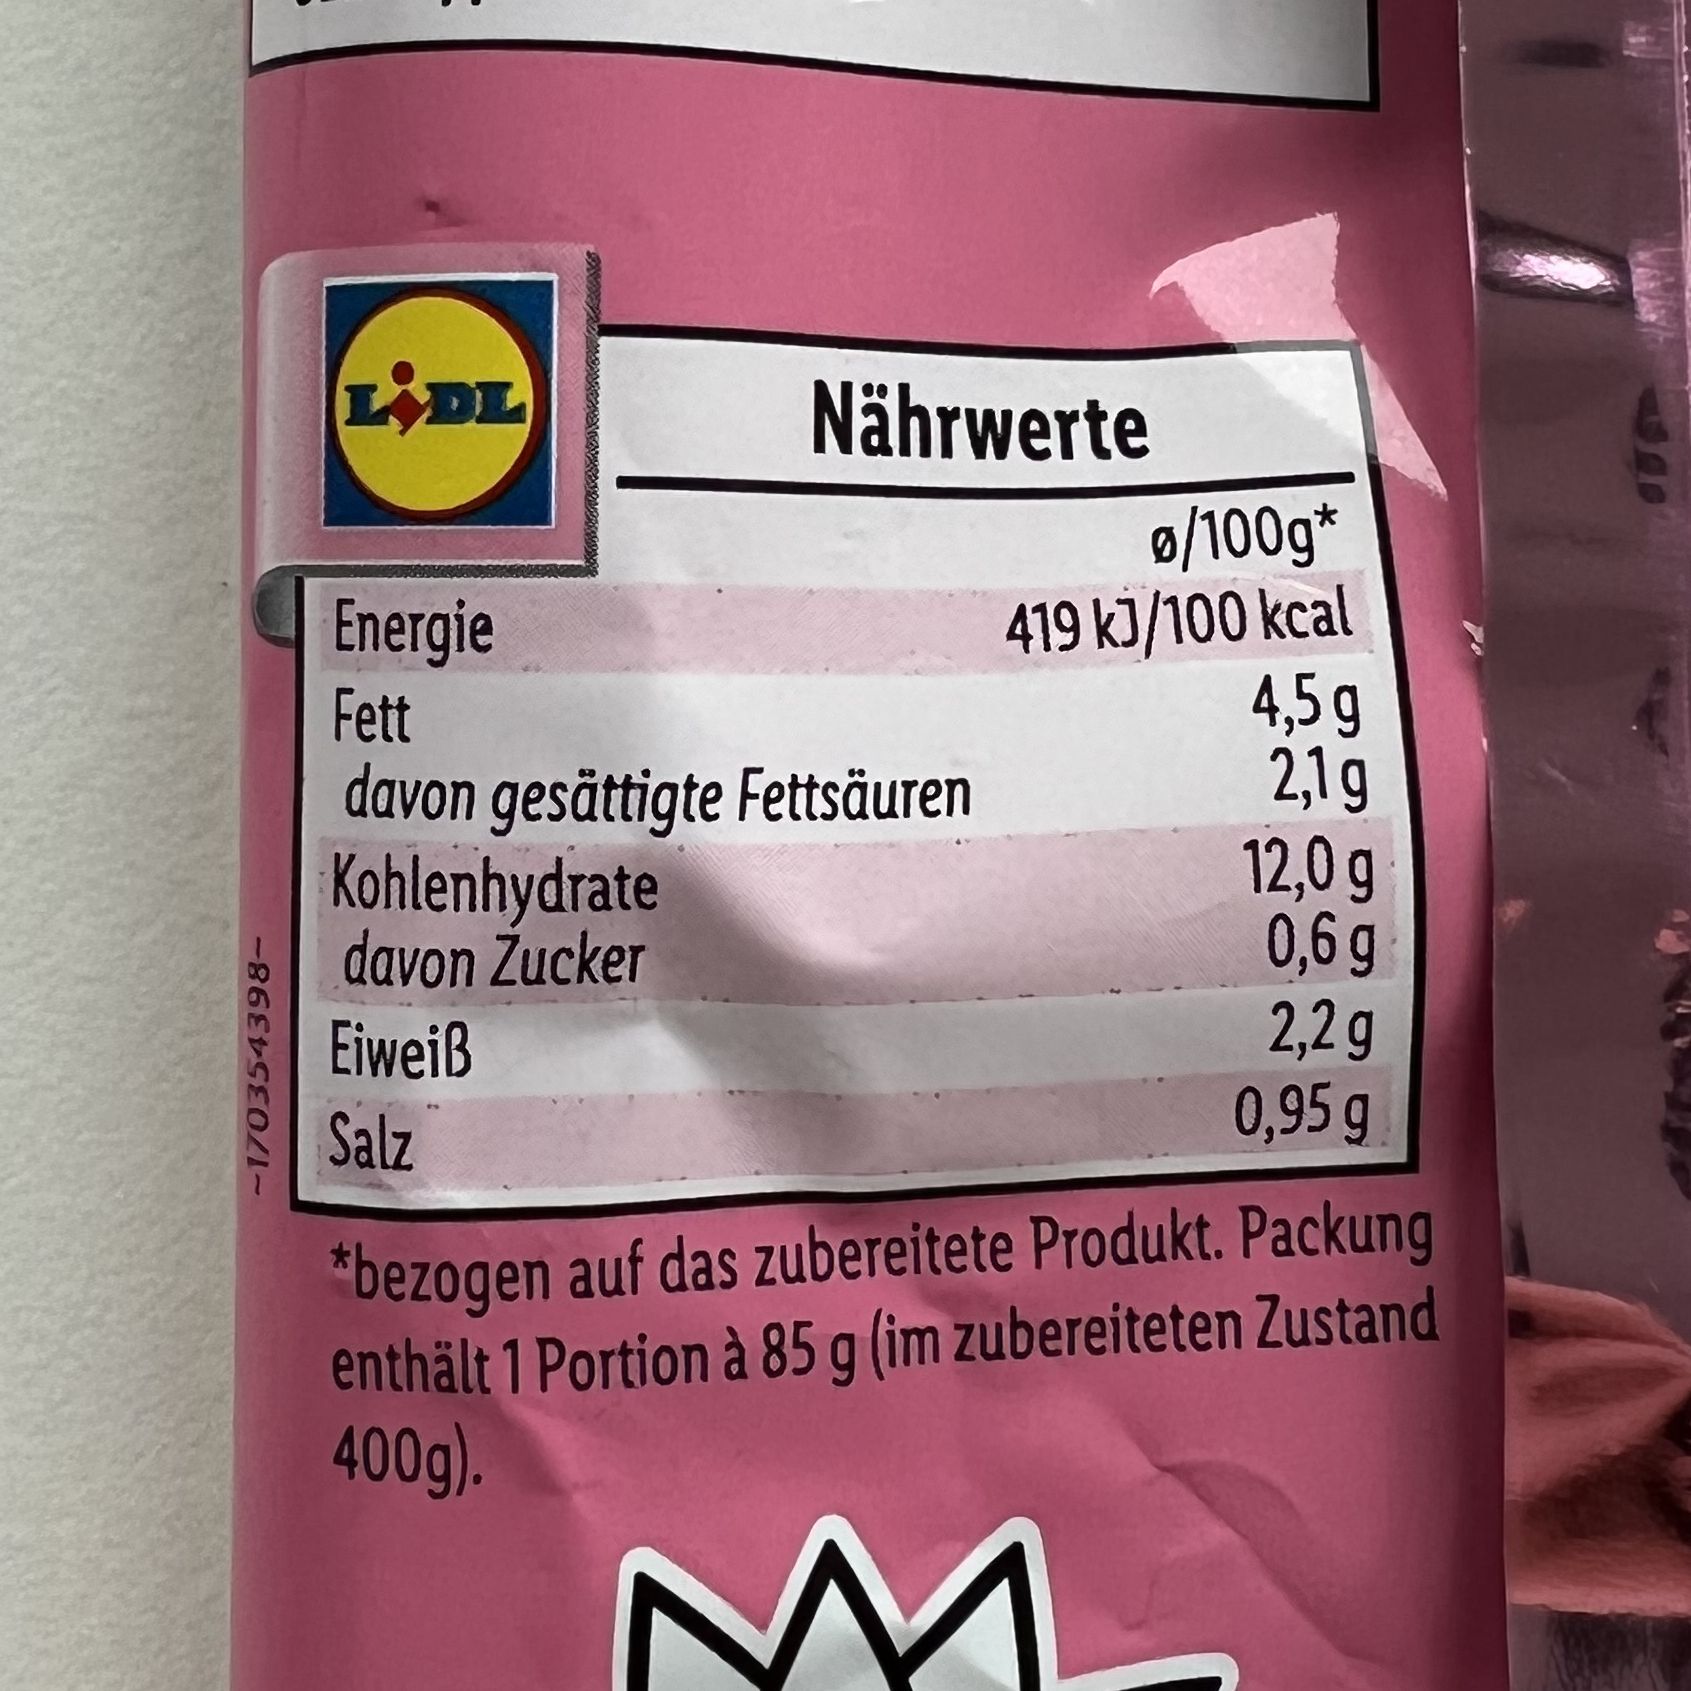 LiDL
Nährwerte
ø/100g*
Energie 419 kJ/100 kcal
Fett 4,5 g
davon gesättigte Fettsäuren 2,1 g
Kohlenhydrate 12,0 g
davon Zucker 0,6 g
Eiweiß 2,2 g
Salz 0,95 g
*bezogen auf das zubereitete Produkt. Packung
enthält 1 Portion à 85 g (im zubereiteten Zustand
400g).
~170354398~